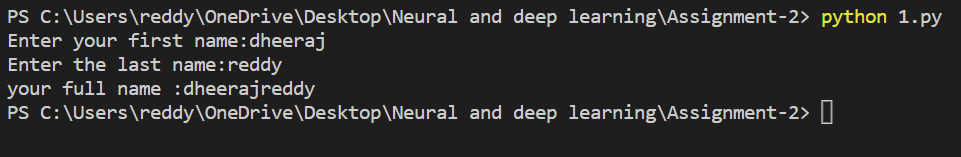 PS C:\Users\reddy\OneDrive\Desktop\Neural and deep learning\Assignment-2> python 1.py
Enter your first name:dheeraj
Enter the last name:reddy
your full name :dheerajreddy
PS C:\Users\reddy\OneDrive\Desktop\Neural and deep learning\Assignment-2>